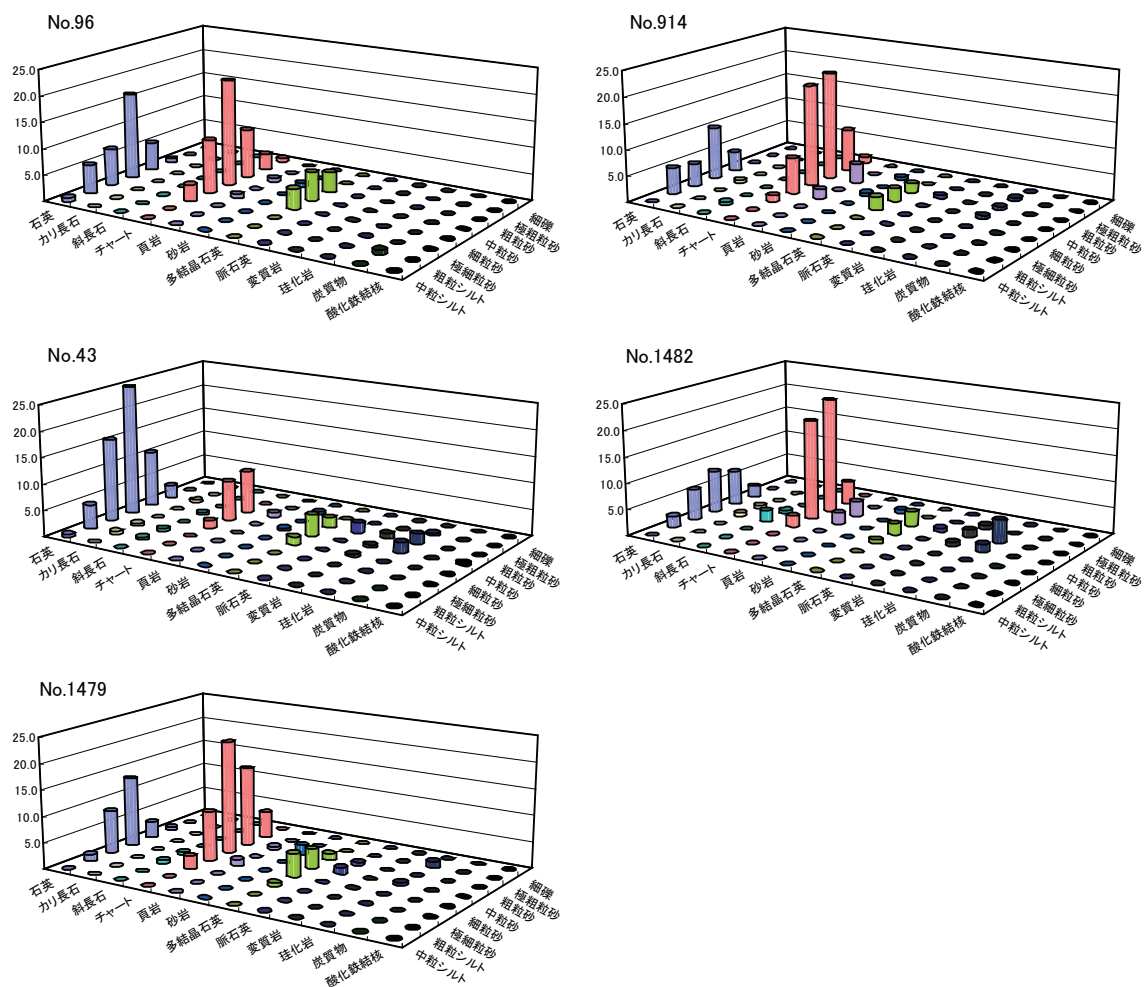 No.96
25.0
20.0
15.0
10.0
5.0
石英
カリ長石
斜長石
チャート
頁岩
砂岩
多結晶石英
脈石英
変質岩
珪化岩
炭質物
酸化鉄結核
細礫
極粗粒砂
粗粒砂
中粒砂
細粒砂
極細粒砂
粗粒シルト
中粒シルト
No.914
25.0
20.0
15.0
10.0
5.0
石英
カリ長石
斜長石
チャート
頁岩
砂岩
多結晶石英
脈石英
変質岩
珪化岩
炭質物
酸化鉄結核
細礫
極粗粒砂
粗粒砂
中粒砂
細粒砂
極細粒砂
粗粒シルト
中粒シルト
No.43
25.0
20.0
15.0
10.0
5.0
石英
カリ長石
斜長石
チャート
頁岩
砂岩
多結晶石英
脈石英
変質岩
珪化岩
炭質物
酸化鉄結核
細礫
極粗粒砂
粗粒砂
中粒砂
細粒砂
極細粒砂
粗粒シルト
中粒シルト
No.1482
25.0
20.0
15.0
10.0
5.0
石英
カリ長石
斜長石
チャート
頁岩
砂岩
多結晶石英
脈石英
変質岩
珪化岩
炭質物
酸化鉄結核
細礫
極粗粒砂
粗粒砂
中粒砂
細粒砂
極細粒砂
粗粒シルト
中粒シルト
No.1479
25.0
20.0
15.0
10.0
5.0
石英
カリ長石
斜長石
チャート
頁岩
砂岩
多結晶石英
脈石英
変質岩
珪化岩
炭質物
酸化鉄結核
細礫
極粗粒砂
粗粒砂
中粒砂
細粒砂
極細粒砂
粗粒シルト
中粒シルト